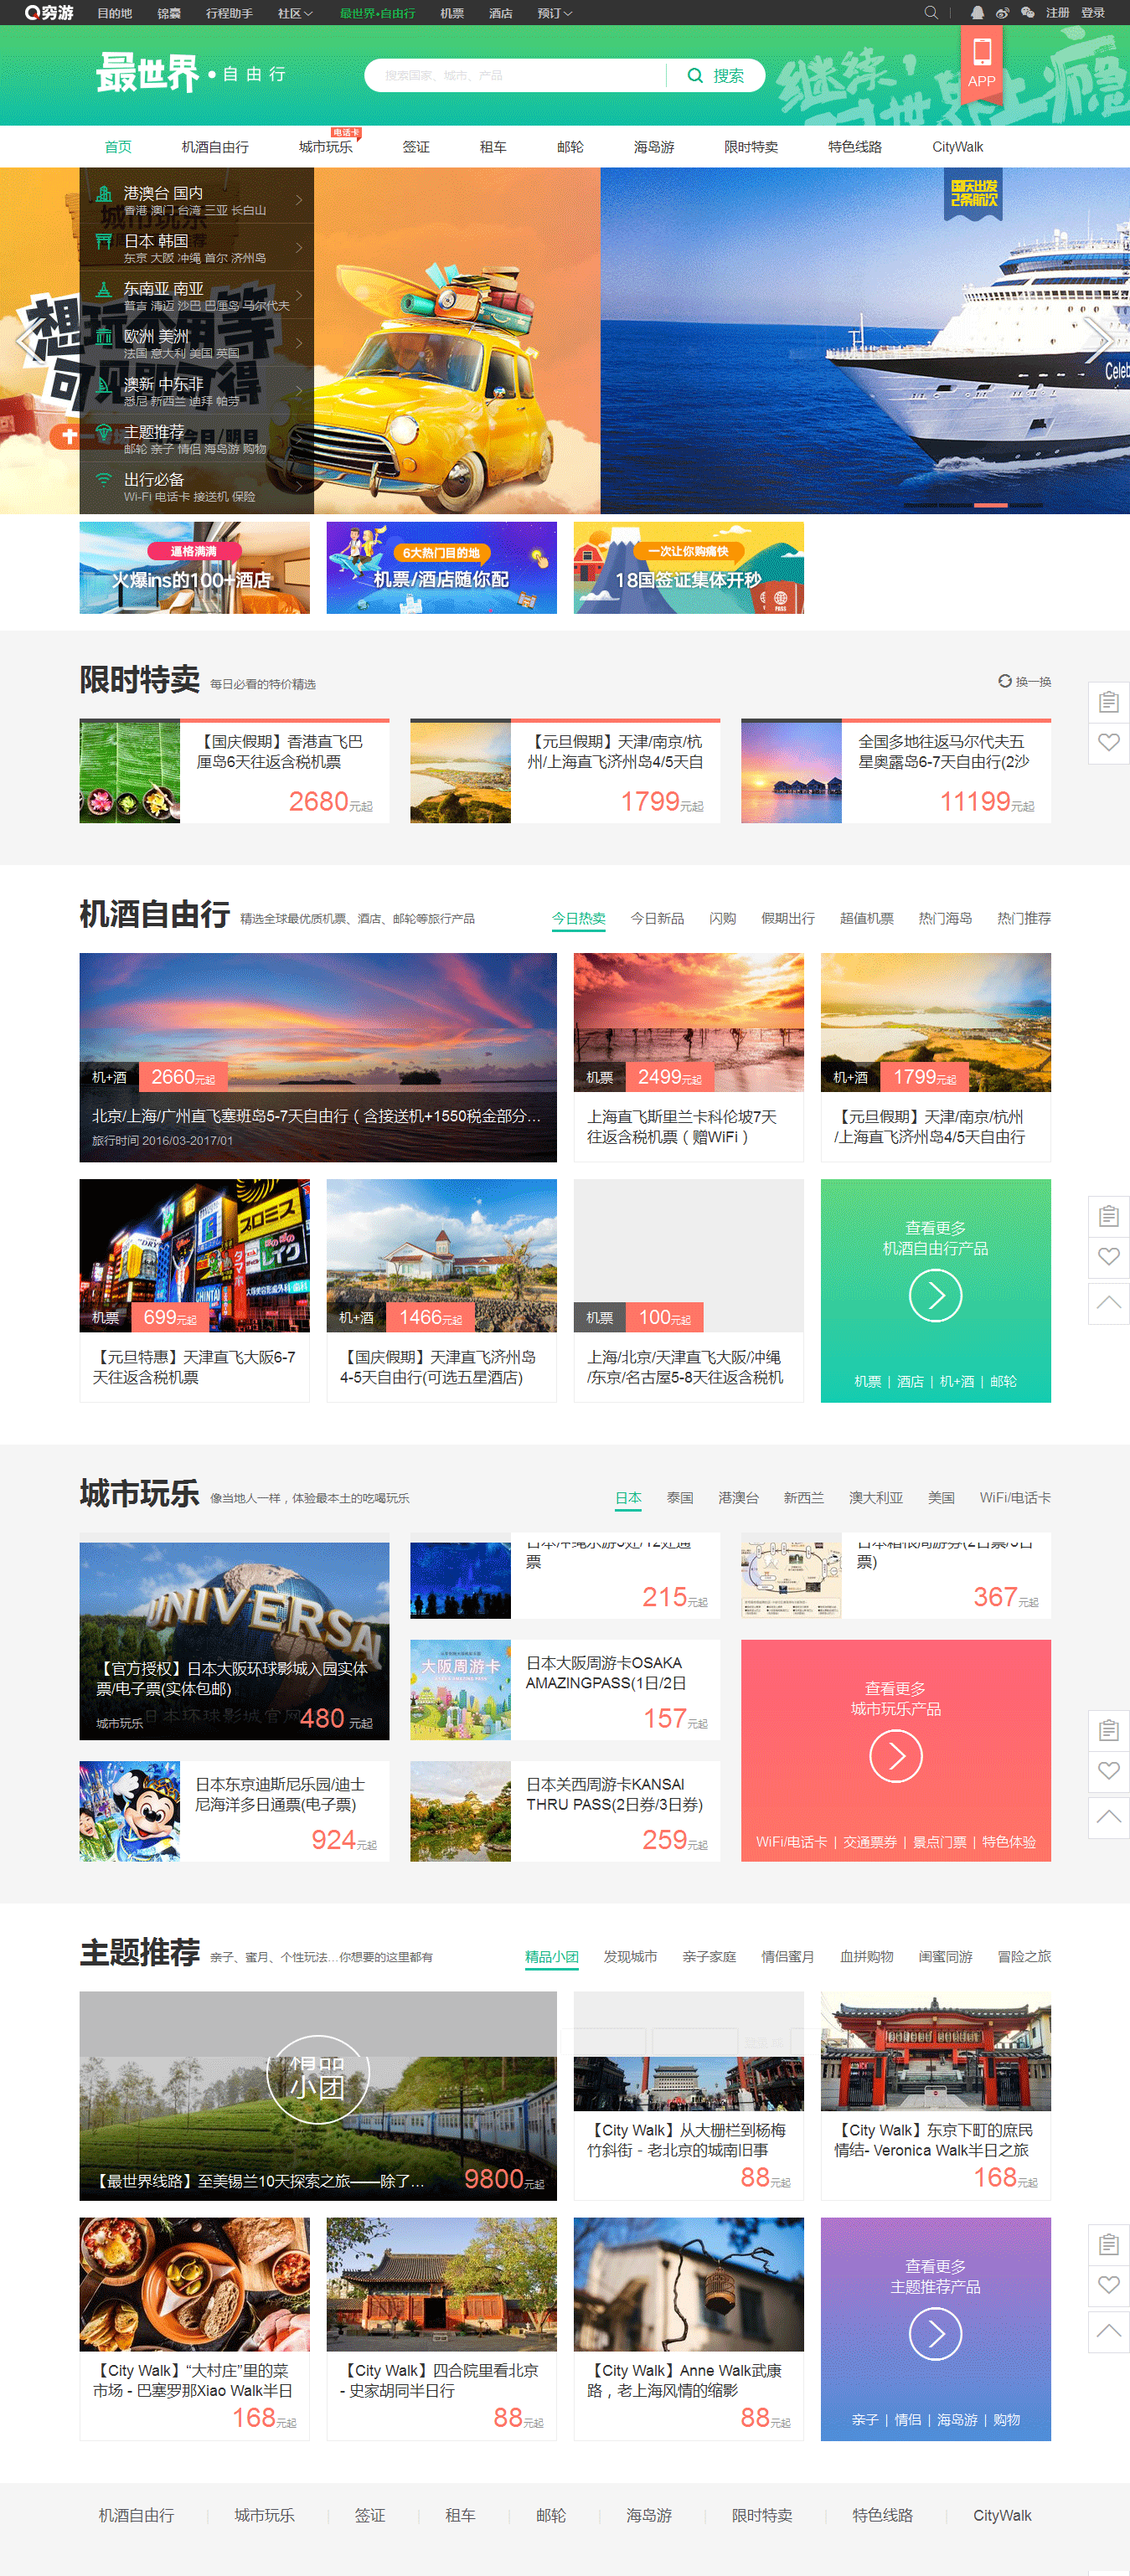 穷游 目的地 锦囊 行程助手 社区 最世界·自由行 机票 酒店 预订 注册 登录
最世界·自由行
搜索国家、城市、产品 搜索
继续,
对世界上瘾
APP
电话卡
首页 机酒自由行 城市玩乐 签证 租车 邮轮 海岛游 限时特卖 特色线路 CityWalk
港澳台 国内
香港 澳门 台湾 三亚 长白山
日本 韩国
东京 大阪 冲绳 首尔 济州岛
东南亚 南亚
普吉 清迈 沙巴 巴厘岛 马尔代夫
欧洲 美洲
法国 意大利 美国 英国
澳新 中东非
悉尼 新西兰 迪拜 帕劳
主题推荐
邮轮 亲子 情侣 海岛游 购物
出行必备
Wi-Fi 电话卡 接送机 保险
国庆出发
2条航次
逼格满满
火爆ins的100+酒店
6大热门目的地
机票/酒店随你配
一次让你购痛快
18国签证集体开秒
PASS
限时特卖 每日必看的特价精选 换一换
【国庆假期】香港直飞巴
厘岛6天往返含税机票
2680元起
【元旦假期】天津/南京/杭
州/上海直飞济州岛4/5天自
1799元起
全国多地往返马尔代夫五
星奥露岛6-7天自由行(2沙
11199元起
机酒自由行 精选全球最优质机票、酒店、邮轮等旅行产品 今日热卖 今日新品 闪购 假期出行 超值机票 热门海岛 热门推荐
机+酒 2660元起
北京/上海/广州直飞塞班岛5-7天自由行（含接送机+1550税金部分…
旅行时间 2016/03-2017/01
机票 2499元起
上海直飞斯里兰卡科伦坡7天
往返含税机票（赠WiFi）
机+酒 1799元起
【元旦假期】天津/南京/杭州
/上海直飞济州岛4/5天自由行
机票 699元起
【元旦特惠】天津直飞大阪6-7
天往返含税机票
机+酒 1466元起
【国庆假期】天津直飞济州岛
4-5天自由行(可选五星酒店)
机票 100元起
上海/北京/天津直飞大阪/冲绳
/东京/名古屋5-8天往返含税机
查看更多
机酒自由行产品
机票 | 酒店 | 机+酒 | 邮轮
城市玩乐 像当地人一样，体验最本土的吃喝玩乐 日本 泰国 港澳台 新西兰 澳大利亚 美国 WiFi/电话卡
UNIVERSAL
【官方授权】日本大阪环球影城入园实体
票/电子票(实体包邮)
城市玩乐 480 元起
票
215元起
日本箱根周游券(2日票/3日
票)
367元起
大阪周游卡
日本大阪周游卡OSAKA
AMAZINGPASS(1日/2日
157元起
查看更多
城市玩乐产品
WiFi/电话卡 | 交通票券 | 景点门票 | 特色体验
日本东京迪斯尼乐园/迪士
尼海洋多日通票(电子票)
924元起
日本关西周游卡KANSAI
THRU PASS(2日券/3日券)
259元起
主题推荐 亲子、蜜月、个性玩法...你想要的这里都有 精品小团 发现城市 亲子家庭 情侣蜜月 血拼购物 闺蜜同游 冒险之旅
精品
小团
【最世界线路】至美锡兰10天探索之旅——除了… 9800元起
【City Walk】从大栅栏到杨梅
竹斜街 - 老北京的城南旧事
88元起
【City Walk】东京下町的庶民
情结- Veronica Walk半日之旅
168元起
【City Walk】“大村庄”里的菜
市场 - 巴塞罗那Xiao Walk半日
168元起
【City Walk】四合院里看北京
- 史家胡同半日行
88元起
【City Walk】Anne Walk武康
路，老上海风情的缩影
88元起
查看更多
主题推荐产品
亲子 | 情侣 | 海岛游 | 购物
机酒自由行 | 城市玩乐 | 签证 | 租车 | 邮轮 | 海岛游 | 限时特卖 | 特色线路 | CityWalk